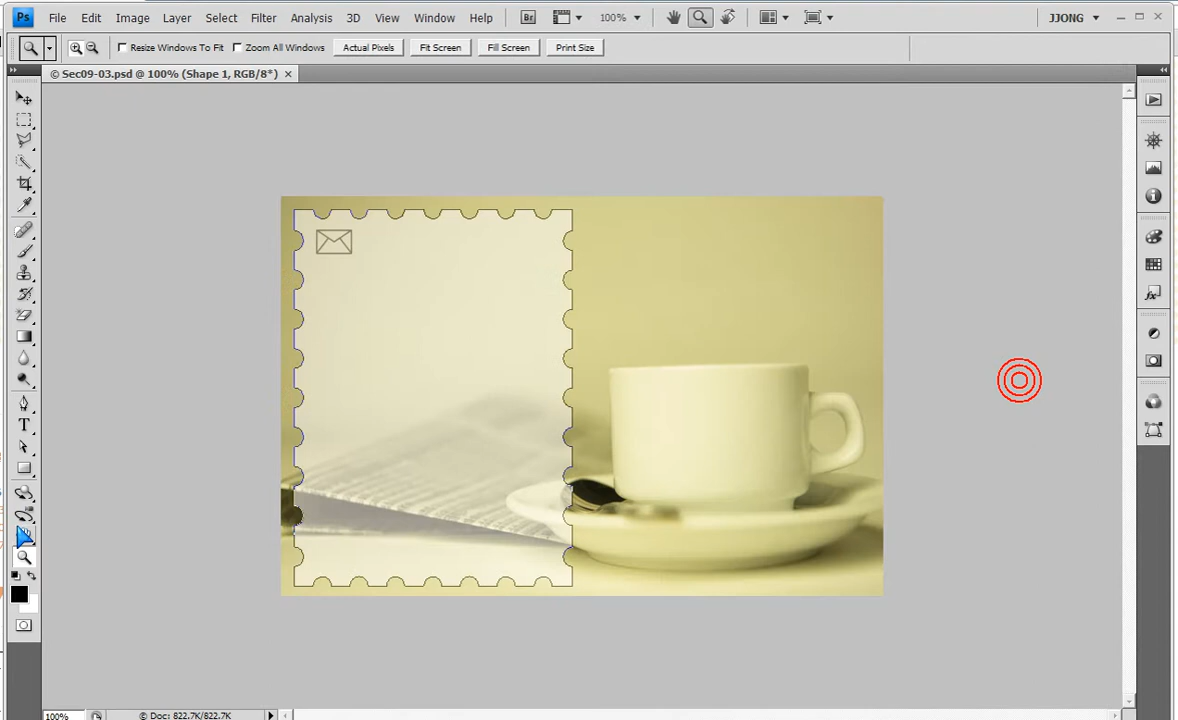 Ps File Edit Image Layer Select Filter Analysis 3D View Window Help Br 100% JJONG
Resize Windows To Fit Zoom All Windows Actual Pixels Fit Screen Fill Screen Print Size
© Sec09-03.psd @ 100% (Shape 1, RGB/8*) ×
T
fx
100% © Doc: 822.7K/822.7K